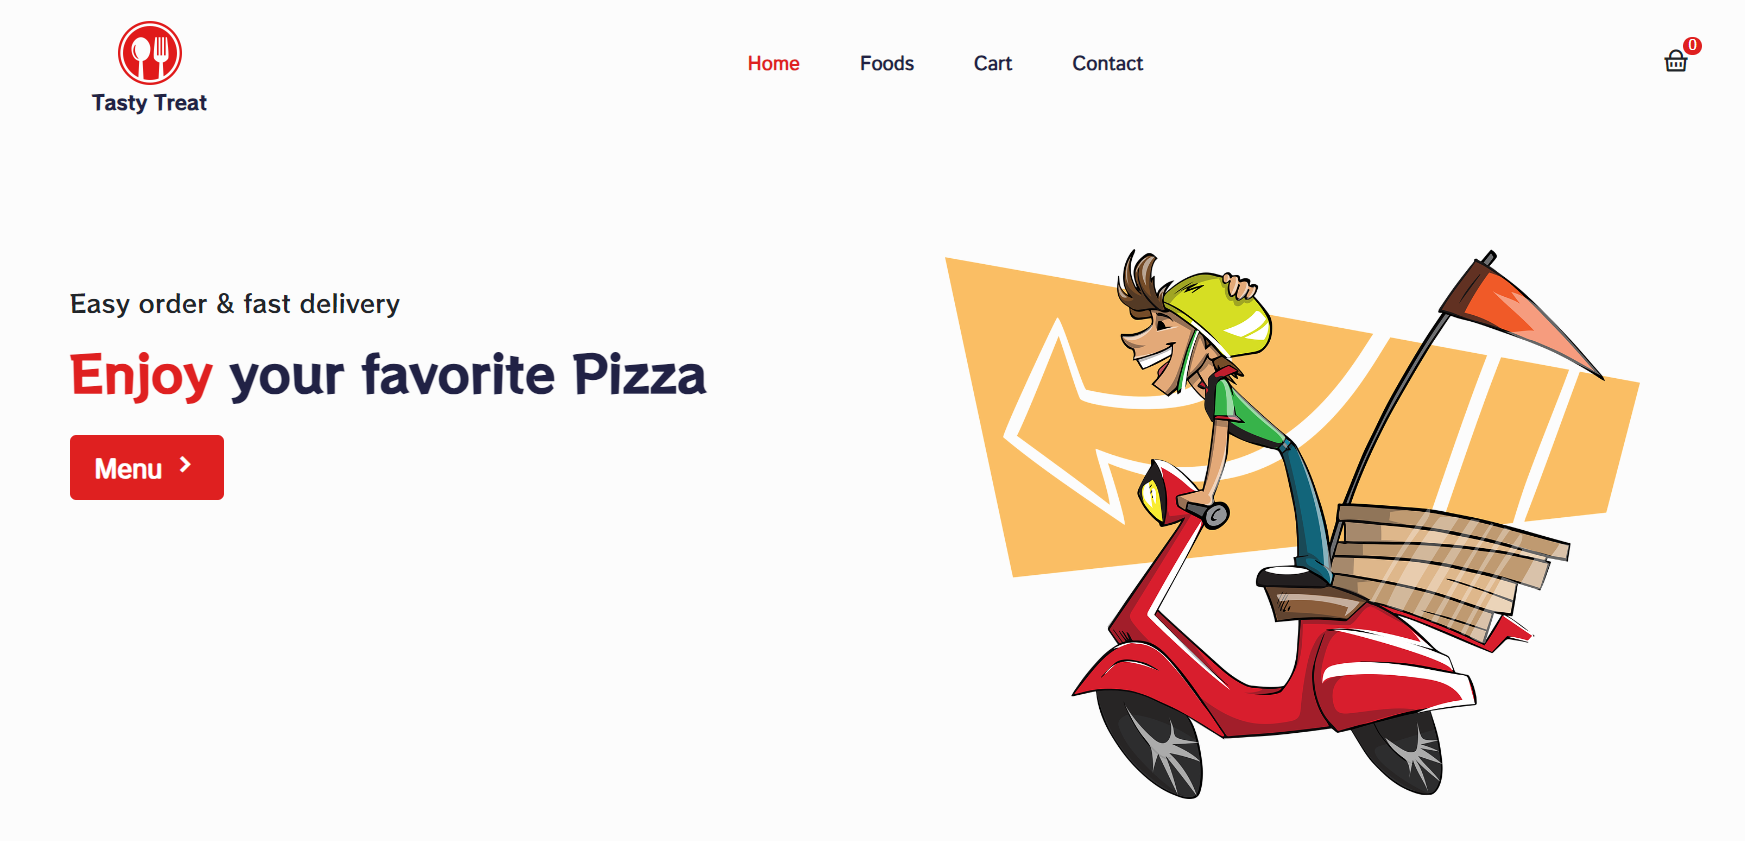 Tasty Treat
Home Foods Cart Contact
0
Easy order & fast delivery
Enjoy your favorite Pizza
Menu